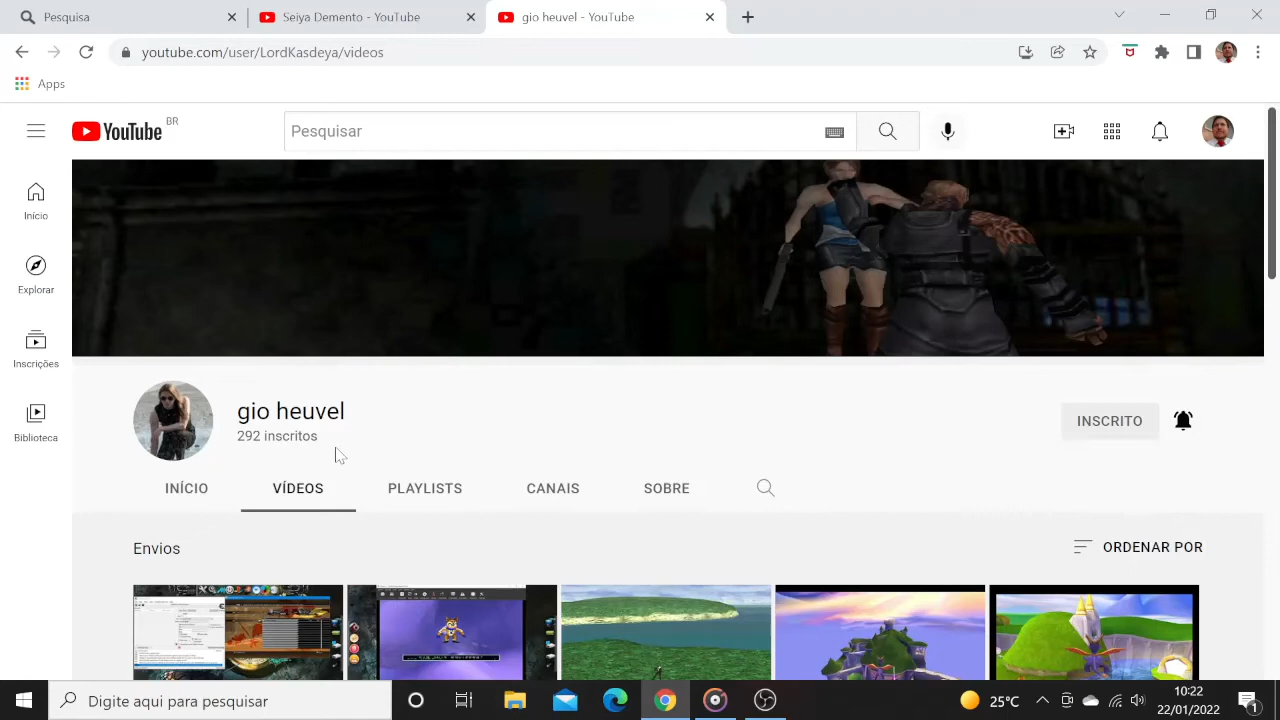 Pesquisa
Seiya Demento - YouTube
gio heuvel - YouTube
youtube.com/user/LordKasdeya/videos
Apps
YouTube BR
Pesquisar
Início
Explorar
Inscrições
Biblioteca
gio heuvel
292 inscritos
INSCRITO
INÍCIO
VÍDEOS
PLAYLISTS
CANAIS
SOBRE
Envios
ORDENAR POR
Digite aqui para pesquisar
25°C
10:22
22/01/2022
1